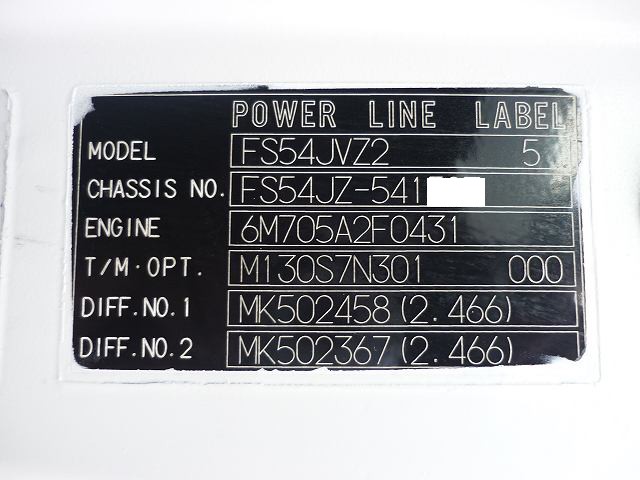 POWER LINE LABEL
MODEL FS54JVZ2 5
CHASSIS NO. FS54JZ-541
ENGINE 6M705A2F0431
T/M·OPT. M130S7N301 000
DIFF.NO.1 MK502458(2.466)
DIFF.NO.2 MK502367(2.466)